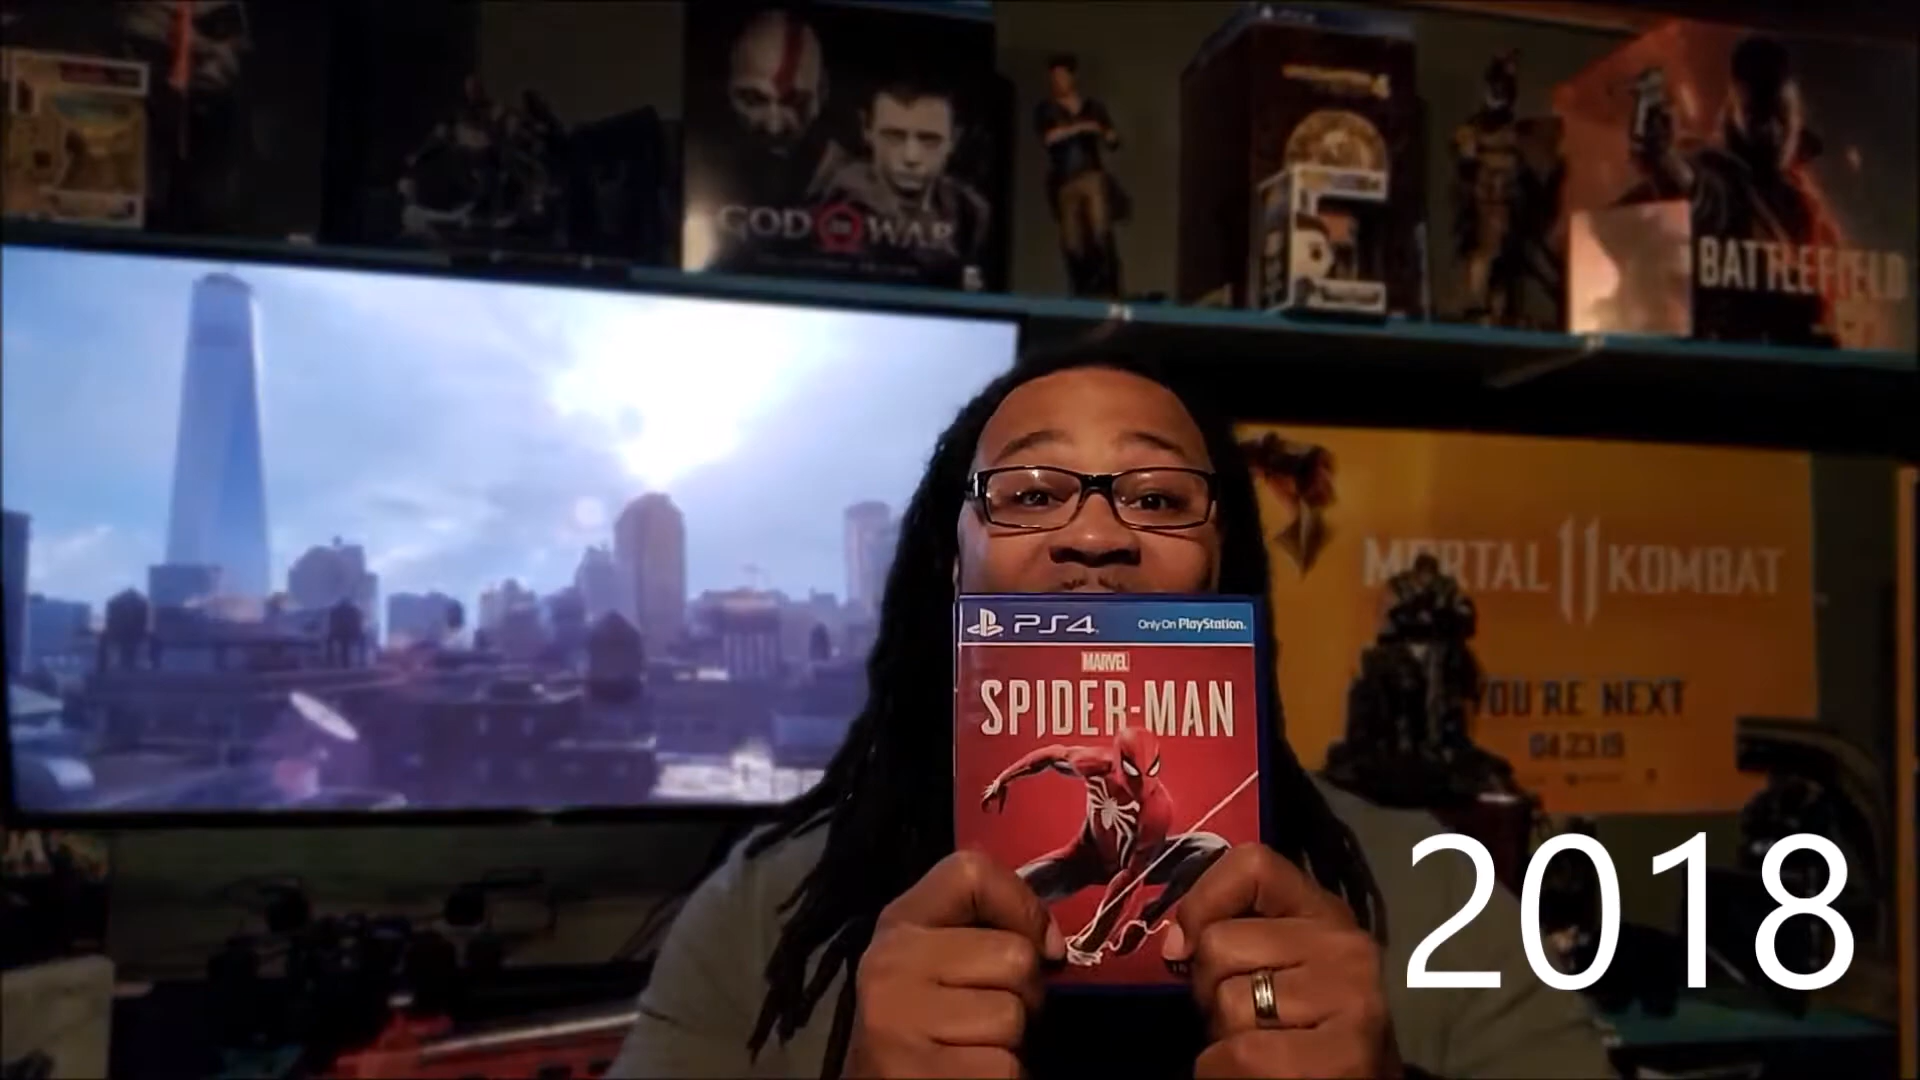 GOD OF WAR
BATTLEFIELD
MORTAL 11 KOMBAT
YOU'RE NEXT
04.23.19
PS4
Only On PlayStation
MARVEL
SPIDER-MAN
2018